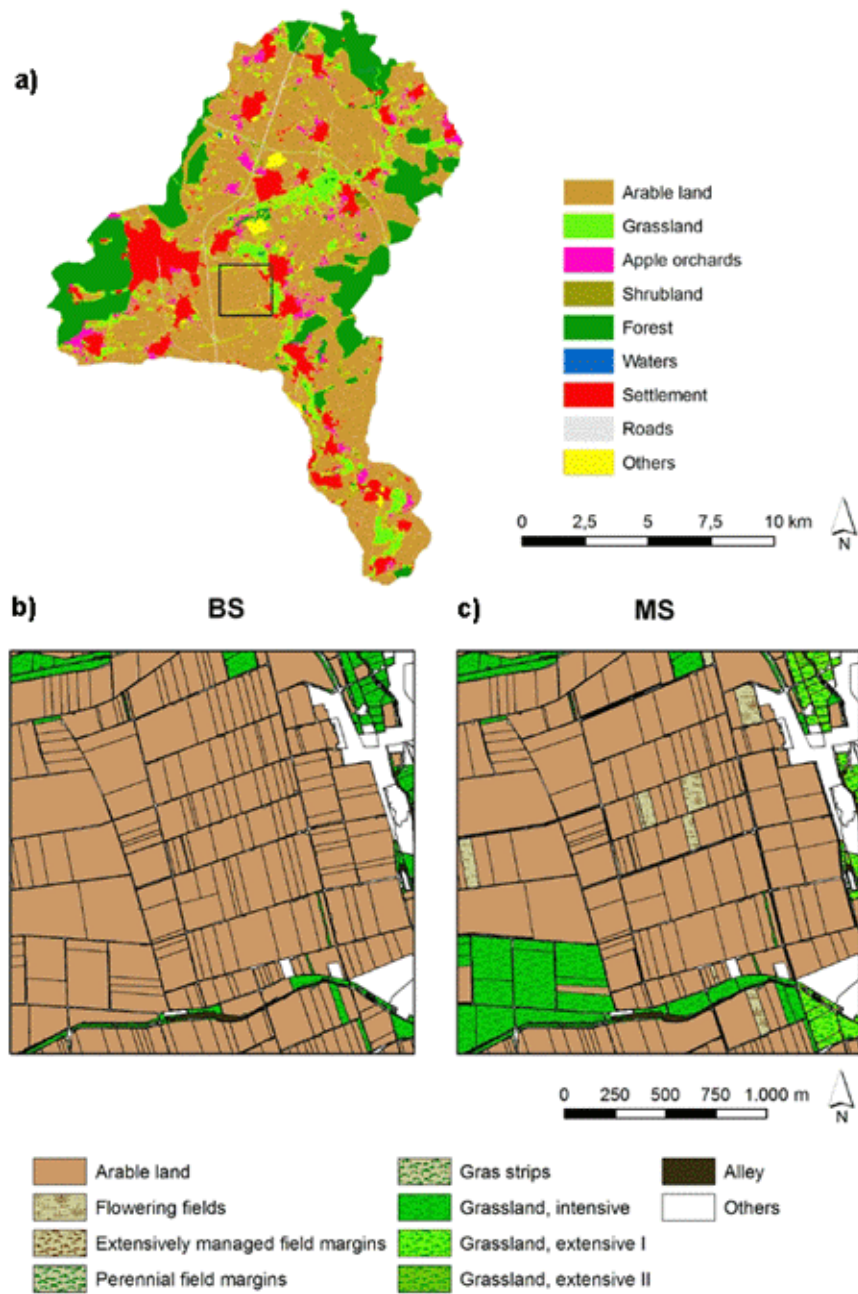 a)
Arable land
Grassland
Apple orchards
Shrubland
Forest
Waters
Settlement
Roads
Others
0 2,5 5 7,5 10 km
N
b) BS
c) MS
0 250 500 750 1.000 m
N
Arable land
Flowering fields
Extensively managed field margins
Perennial field margins
Gras strips
Grassland, intensive
Grassland, extensive I
Grassland, extensive II
Alley
Others